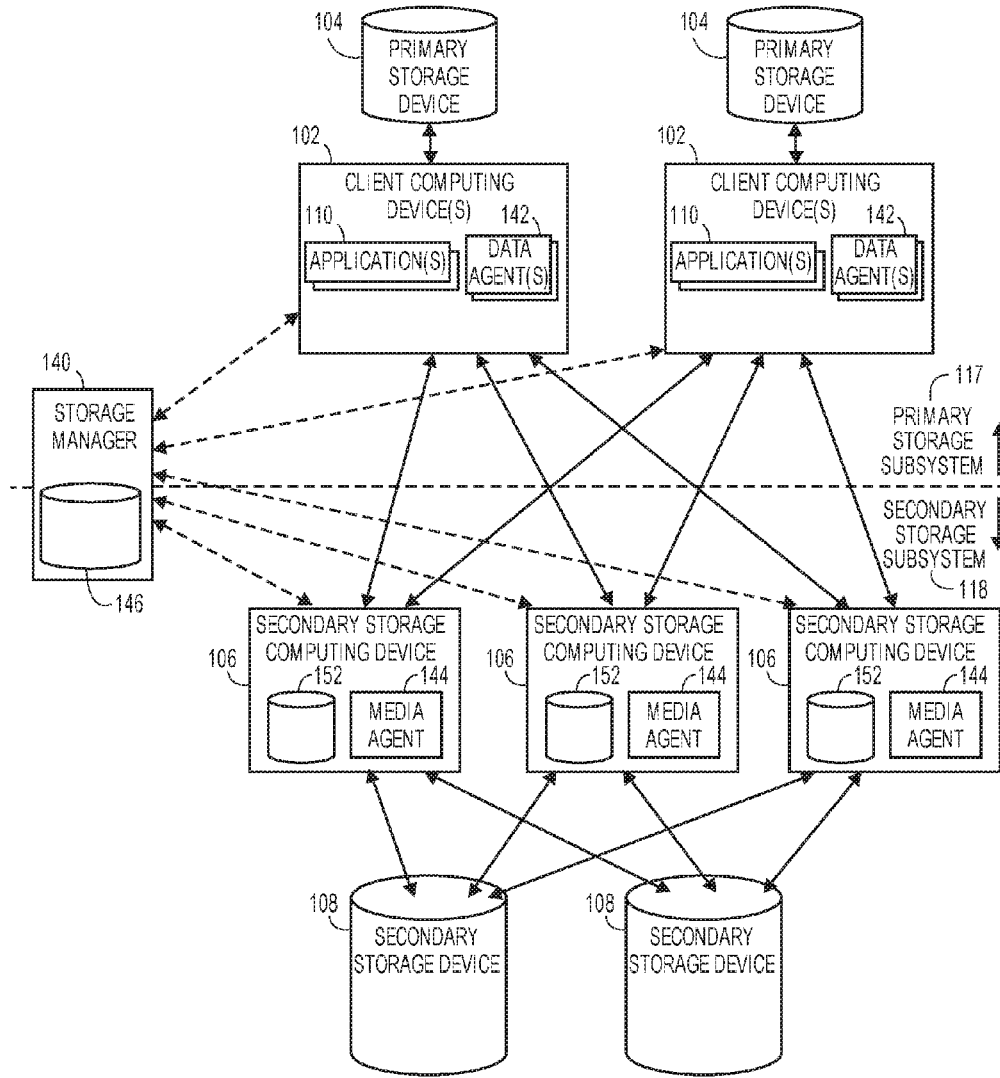 104
PRIMARY
STORAGE
DEVICE
104
PRIMARY
STORAGE
DEVICE
102
CLIENT COMPUTING
DEVICE(S)
110
142
APPLICATION(S)
DATA
AGENT(S)
102
CLIENT COMPUTING
DEVICE(S)
110
142
APPLICATION(S)
DATA
AGENT(S)
140
STORAGE
MANAGER
146
117
PRIMARY
STORAGE
SUBSYSTEM
SECONDARY
STORAGE
SUBSYSTEM
118
106
SECONDARY STORAGE
COMPUTING DEVICE
152
144
MEDIA
AGENT
106
SECONDARY STORAGE
COMPUTING DEVICE
152
144
MEDIA
AGENT
106
SECONDARY STORAGE
COMPUTING DEVICE
152
144
MEDIA
AGENT
108
SECONDARY
STORAGE DEVICE
108
SECONDARY
STORAGE DEVICE